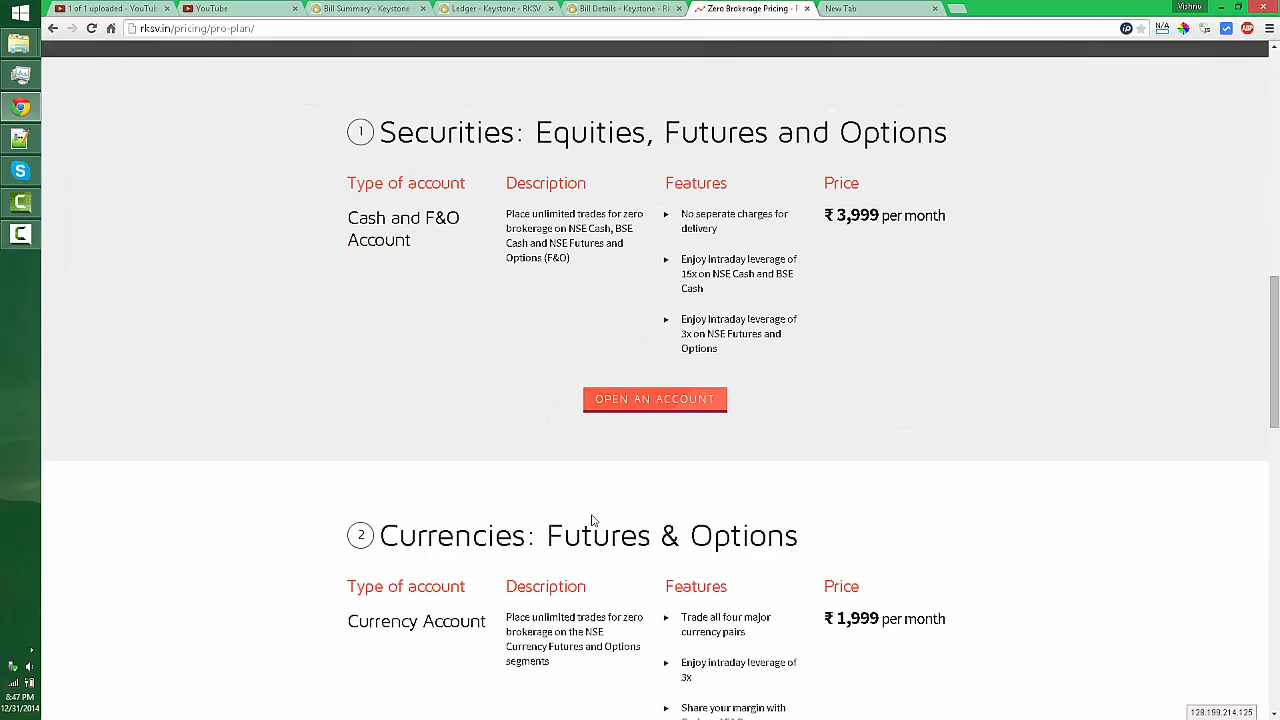 1 of 1 uploaded - YouTub
YouTube
Bill Summary - Keystone -
Ledger - Keystone - RKSV
Bill Details - Keystone - Ri
Zero Brokerage Pricing - P
New Tab
Vishnu
rksv.in/pricing/pro-plan/
N/A
ABP
1 Securities: Equities, Futures and Options
Type of account
Description
Features
Price
Cash and F&O
Account
Place unlimited trades for zero
brokerage on NSE Cash, BSE
Cash and NSE Futures and
Options (F&O)
No seperate charges for
delivery
Enjoy Intraday leverage of
15x on NSE Cash and BSE
Cash
Enjoy Intraday leverage of
3x on NSE Futures and
Options
₹ 3,999 per month
OPEN AN ACCOUNT
2 Currencies: Futures & Options
Type of account
Description
Features
Price
Currency Account
Place unlimited trades for zero
brokerage on the NSE
Currency Futures and Options
segments
Trade all four major
currency pairs
Enjoy intraday leverage of
3x
Share your margin with
₹ 1,999 per month
8:47 PM
12/31/2014
128.199.214.125